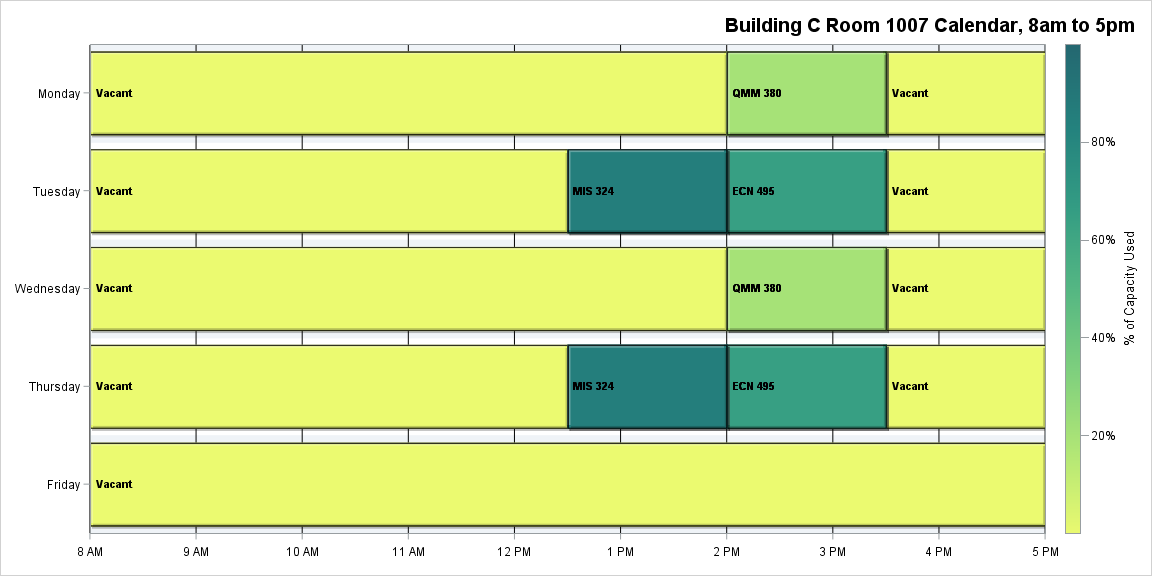 Building C Room 1007 Calendar, 8am to 5pm
Monday Vacant QMM 380 Vacant
80%
Tuesday Vacant MIS 324 ECN 495 Vacant
60%
% of Capacity Used
Wednesday Vacant QMM 380 Vacant
40%
Thursday Vacant MIS 324 ECN 495 Vacant
20%
Friday Vacant
8 AM 9 AM 10 AM 11 AM 12 PM 1 PM 2 PM 3 PM 4 PM 5 PM